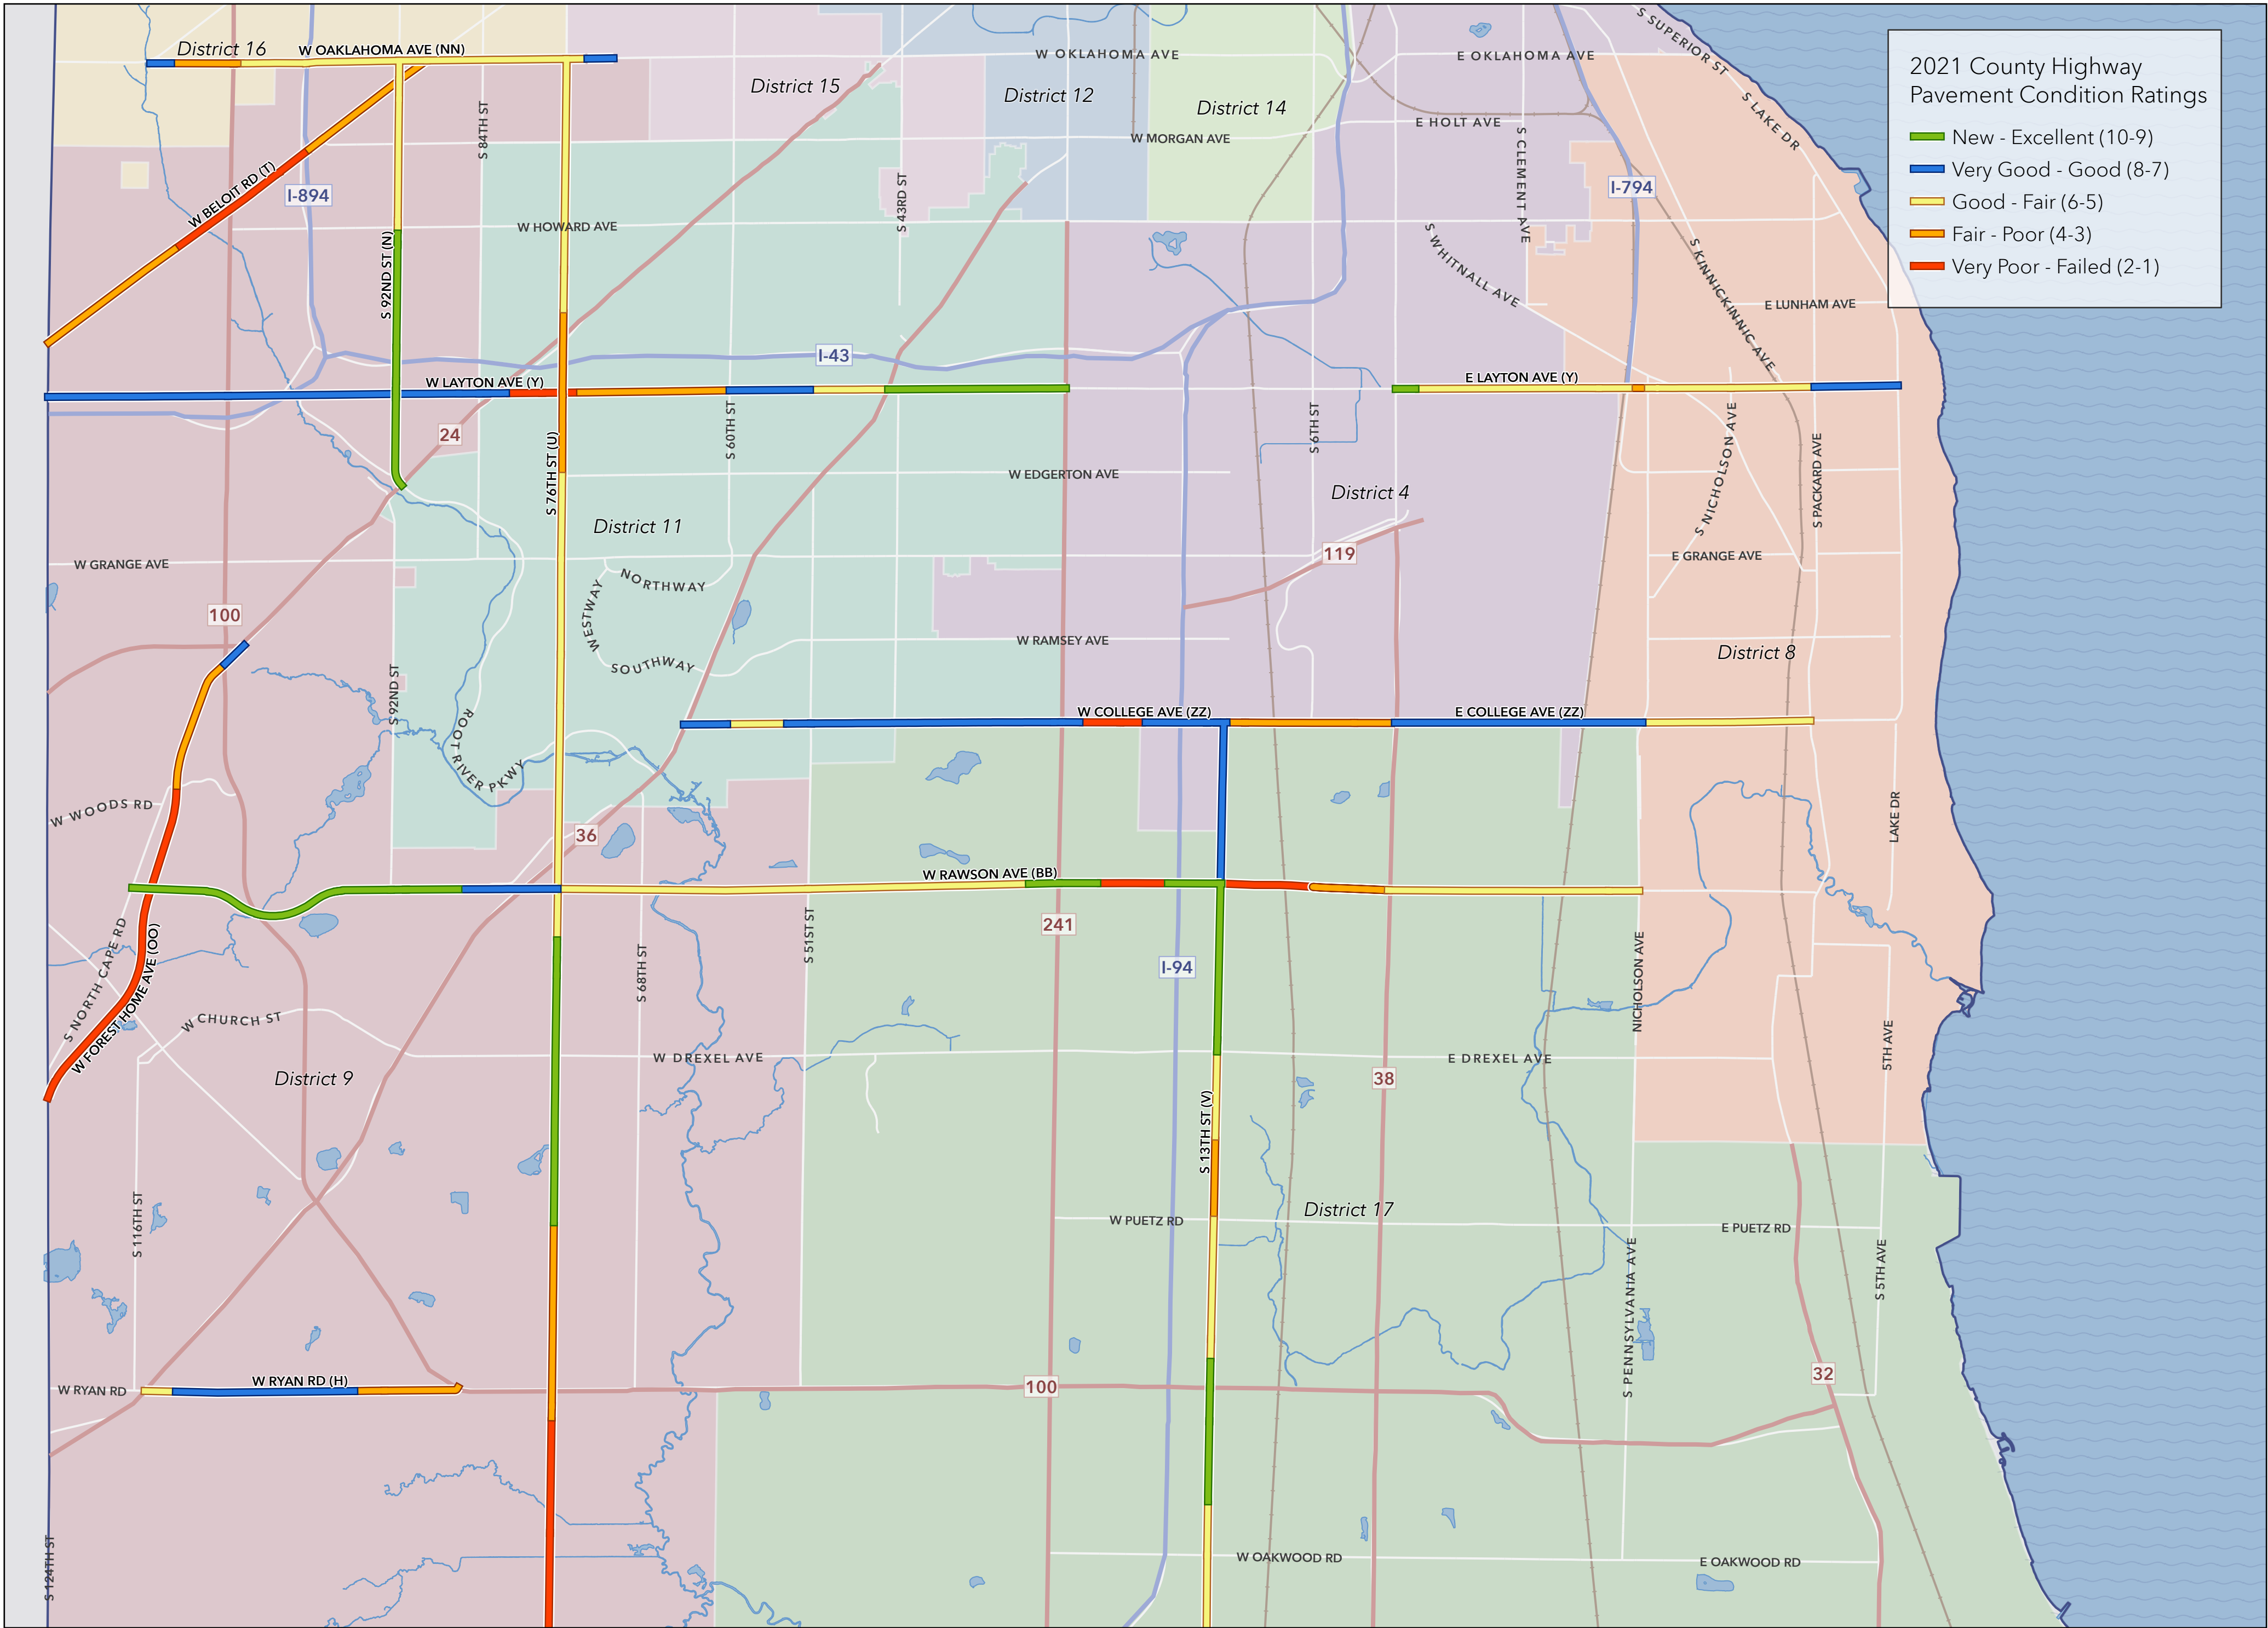 District 16
W OAKLAHOMA AVE (NN)
W OKLAHOMA AVE
E OKLAHOMA AVE
S SUPERIOR ST
2021 County Highway
Pavement Condition Ratings
New - Excellent (10-9)
Very Good - Good (8-7)
Good - Fair (6-5)
Fair - Poor (4-3)
Very Poor - Failed (2-1)
District 15
District 12
District 14
S LAKE DR
S 84TH ST
W MORGAN AVE
E HOLT AVE
S CLEMENT AVE
W BELOIT RD (T)
I-894
S 43RD ST
I-794
W HOWARD AVE
S 92ND ST (N)
S WHITNALL AVE
S KINNICKINNIC AVE
E LUNHAM AVE
I-43
W LAYTON AVE (Y)
E LAYTON AVE (Y)
24
S 60TH ST
S 6TH ST
S NICHOLSON AVE
S PACKARD AVE
S 76TH ST (U)
W EDGERTON AVE
District 4
District 11
119
W GRANGE AVE
E GRANGE AVE
NORTHWAY
WESTWAY
SOUTHWAY
100
W RAMSEY AVE
District 8
S 92ND ST
ROOT RIVER PKWY
W COLLEGE AVE (ZZ)
E COLLEGE AVE (ZZ)
W WOODS RD
36
LAKE DR
W RAWSON AVE (BB)
241
S 51ST ST
S NORTH CAPE RD
W FOREST HOME AVE (OO)
S 68TH ST
I-94
NICHOLSON AVE
W CHURCH ST
W DREXEL AVE
E DREXEL AVE
5TH AVE
District 9
38
S 13TH ST (V)
S 116TH ST
District 17
W PUETZ RD
E PUETZ RD
S PENNSYLVANIA AVE
S 5TH AVE
W RYAN RD
W RYAN RD (H)
100
32
S 124TH ST
W OAKWOOD RD
E OAKWOOD RD